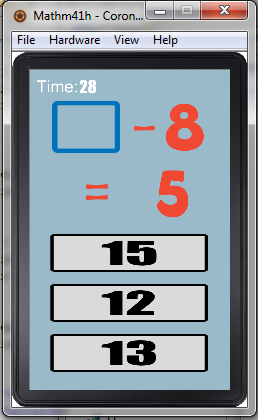 Mathm41h - Coron...
File Hardware View Help
Time:28
- 8
= 5
15
12
13